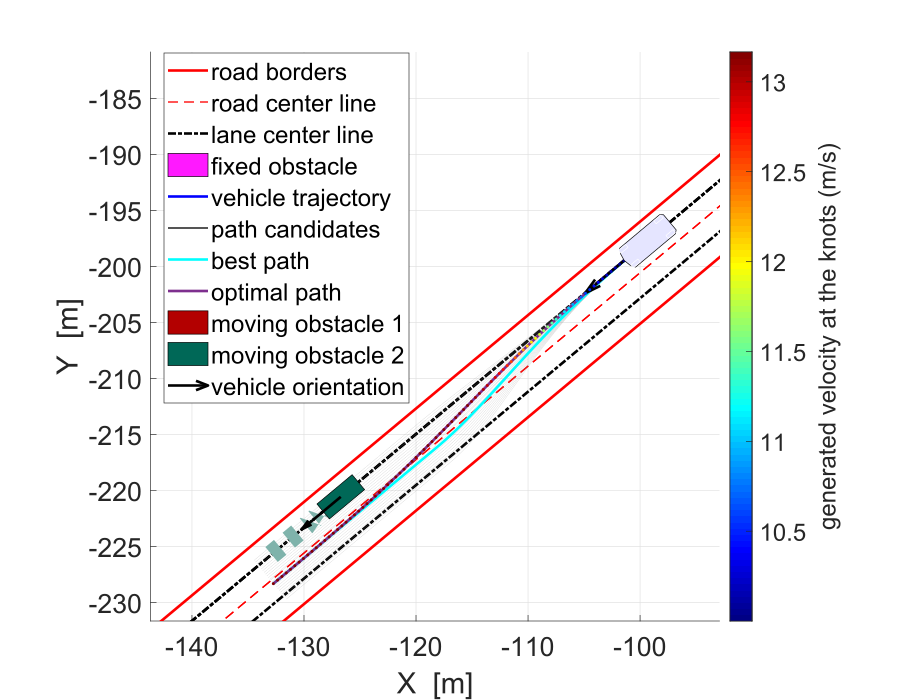 road borders
road center line
lane center line
fixed obstacle
vehicle trajectory
path candidates
best path
optimal path
moving obstacle 1
moving obstacle 2
vehicle orientation
-185
-190
-195
-200
-205
-210
-215
-220
-225
-230
Y [m]
-140
-130
-120
-110
-100
X [m]
13
12.5
12
11.5
11
10.5
generated velocity at the knots (m/s)